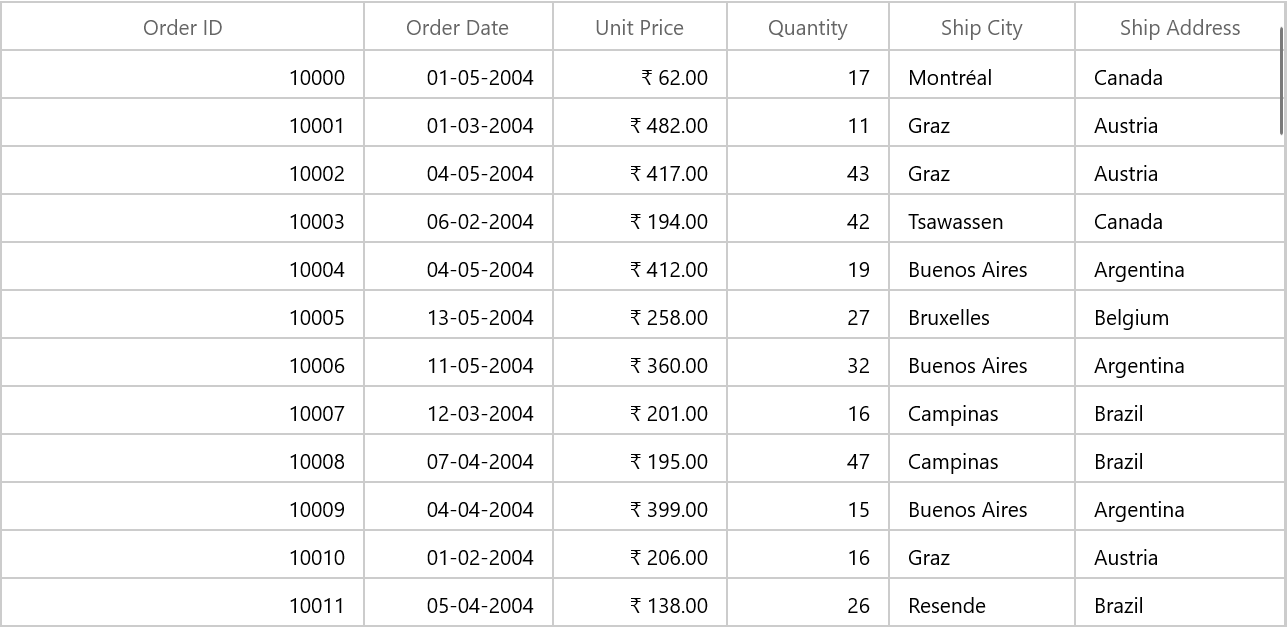 Order ID Order Date Unit Price Quantity Ship City Ship Address
10000 01-05-2004 ₹ 62.00 17 Montréal Canada
10001 01-03-2004 ₹ 482.00 11 Graz Austria
10002 04-05-2004 ₹ 417.00 43 Graz Austria
10003 06-02-2004 ₹ 194.00 42 Tsawassen Canada
10004 04-05-2004 ₹ 412.00 19 Buenos Aires Argentina
10005 13-05-2004 ₹ 258.00 27 Bruxelles Belgium
10006 11-05-2004 ₹ 360.00 32 Buenos Aires Argentina
10007 12-03-2004 ₹ 201.00 16 Campinas Brazil
10008 07-04-2004 ₹ 195.00 47 Campinas Brazil
10009 04-04-2004 ₹ 399.00 15 Buenos Aires Argentina
10010 01-02-2004 ₹ 206.00 16 Graz Austria
10011 05-04-2004 ₹ 138.00 26 Resende Brazil